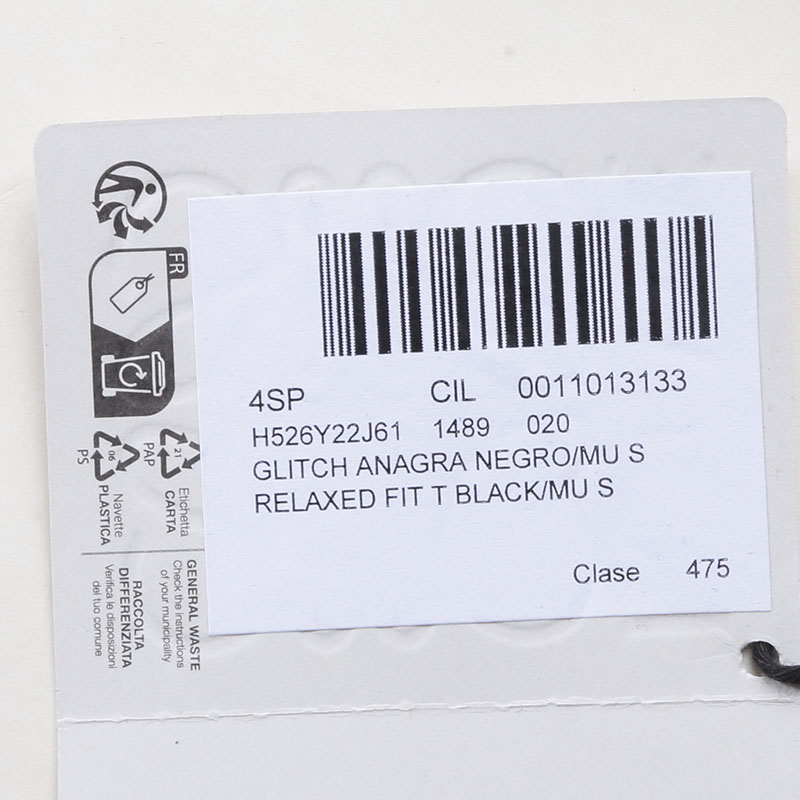 4SP CIL 0011013133
H526Y22J61 1489 020
GLITCH ANAGRA NEGRO/MU S
RELAXED FIT T BLACK/MU S
Clase 475
FR
21
PAP
Etichetta
CARTA
06
PS
Navette
PLASTICA
GENERAL WASTE
Check the instructions
of your municipality
RACCOLTA
DIFFERENZIATA
Verifica le disposizioni
del tuo comune